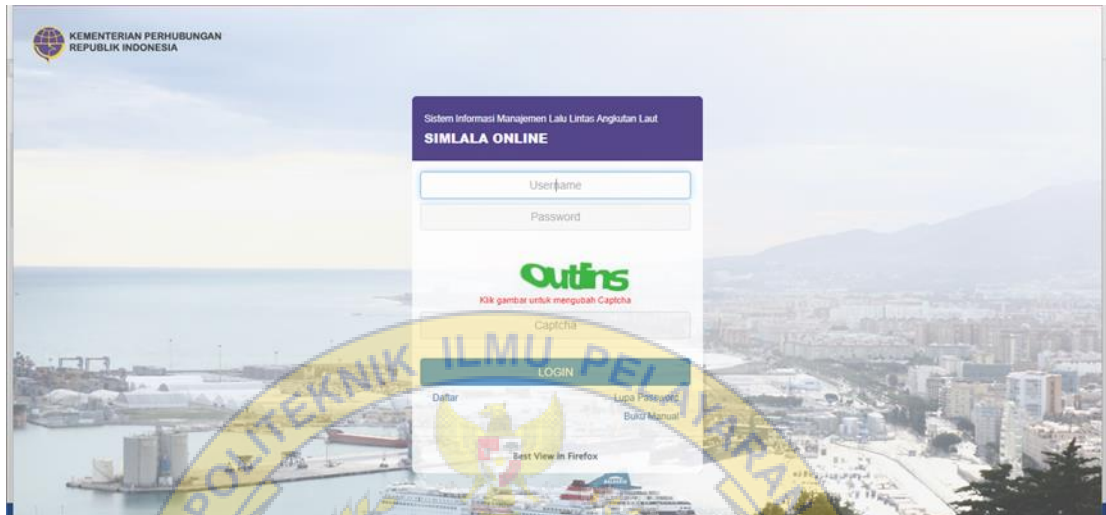 KEMENTERIAN PERHUBUNGAN
REPUBLIK INDONESIA
Sistem Informasi Manajemen Lalu Lintas Angkutan Laut
SIMLALA ONLINE
Username
Password
Outins
Klik gambar untuk mengubah Captcha
Captcha
LOGIN
Daftar
Lupa Password
Buku Manual
Best View in Firefox
POLITEKNIK ILMU PELAYARAN